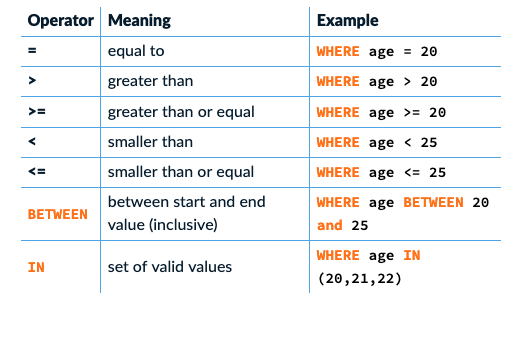 Operator Meaning Example
= equal to WHERE age = 20
> greater than WHERE age > 20
>= greater than or equal WHERE age >= 20
< smaller than WHERE age < 25
<= smaller than or equal WHERE age <= 25
BETWEEN between start and end value (inclusive) WHERE age BETWEEN 20 and 25
IN set of valid values WHERE age IN (20,21,22)